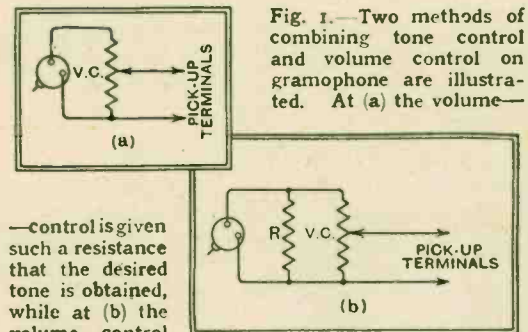 Fig. 1.—Two methods of
combining tone control
and volume control on
gramophone are illustra-
ted. At (a) the volume—
V.C.
PICK-UP
TERMINALS
(a)
—control is given
such a resistance
that the desired
tone is obtained,
while at (b) the
volume control
R
V.C.
PICK-UP
TERMINALS
(b)